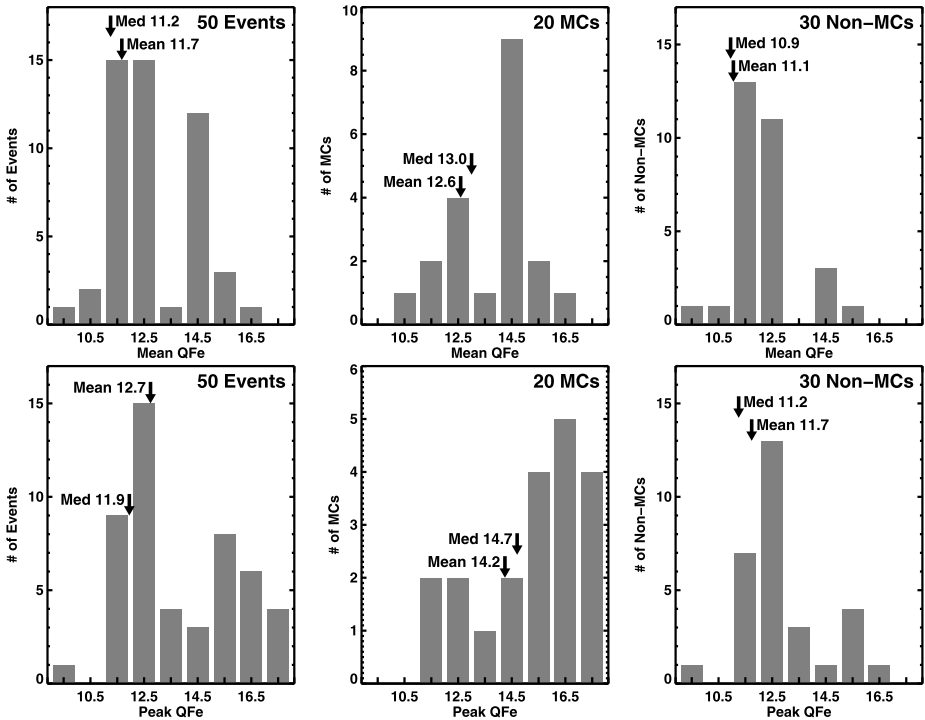 50 Events
Med 11.2
Mean 11.7
# of Events
15
10
5
0
10.5 12.5 14.5 16.5
Mean QFe
20 MCs
Med 13.0
Mean 12.6
# of MCs
10
8
6
4
2
0
10.5 12.5 14.5 16.5
Mean QFe
30 Non-MCs
Med 10.9
Mean 11.1
# of Non-MCs
15
10
5
0
10.5 12.5 14.5 16.5
Mean QFe
50 Events
Mean 12.7
Med 11.9
# of Events
15
10
5
0
10.5 12.5 14.5 16.5
Peak QFe
20 MCs
Med 14.7
Mean 14.2
# of MCs
6
5
4
3
2
1
0
10.5 12.5 14.5 16.5
Peak QFe
30 Non-MCs
Med 11.2
Mean 11.7
# of Non-MCs
15
10
5
0
10.5 12.5 14.5 16.5
Peak QFe